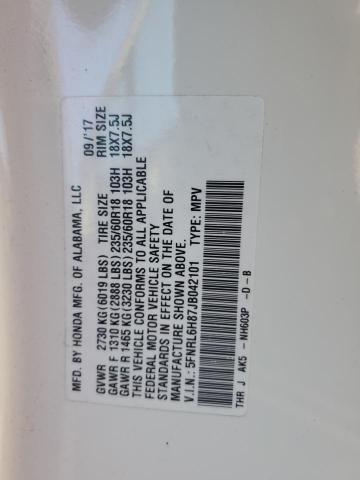 MFD. BY HONDA MFG. OF ALABAMA, LLC 09/'17
GVWR 2730 KG(6019 LBS) TIRE SIZE RIM SIZE
GAWR F 1310 KG(2888 LBS)235/60R18 103H 18X7.5J
GAWR R 1465 KG(3230 LBS)235/60R18 103H 18X7.5J
THIS VEHICLE CONFORMS TO ALL APPLICABLE
FEDERAL MOTOR VEHICLE SAFETY
STANDARDS IN EFFECT ON THE DATE OF
MANUFACTURE SHOWN ABOVE.
V.I.N.: 5FNRL6H87JB042101 TYPE: MPV
THR J AK5 - NH603P -D-B